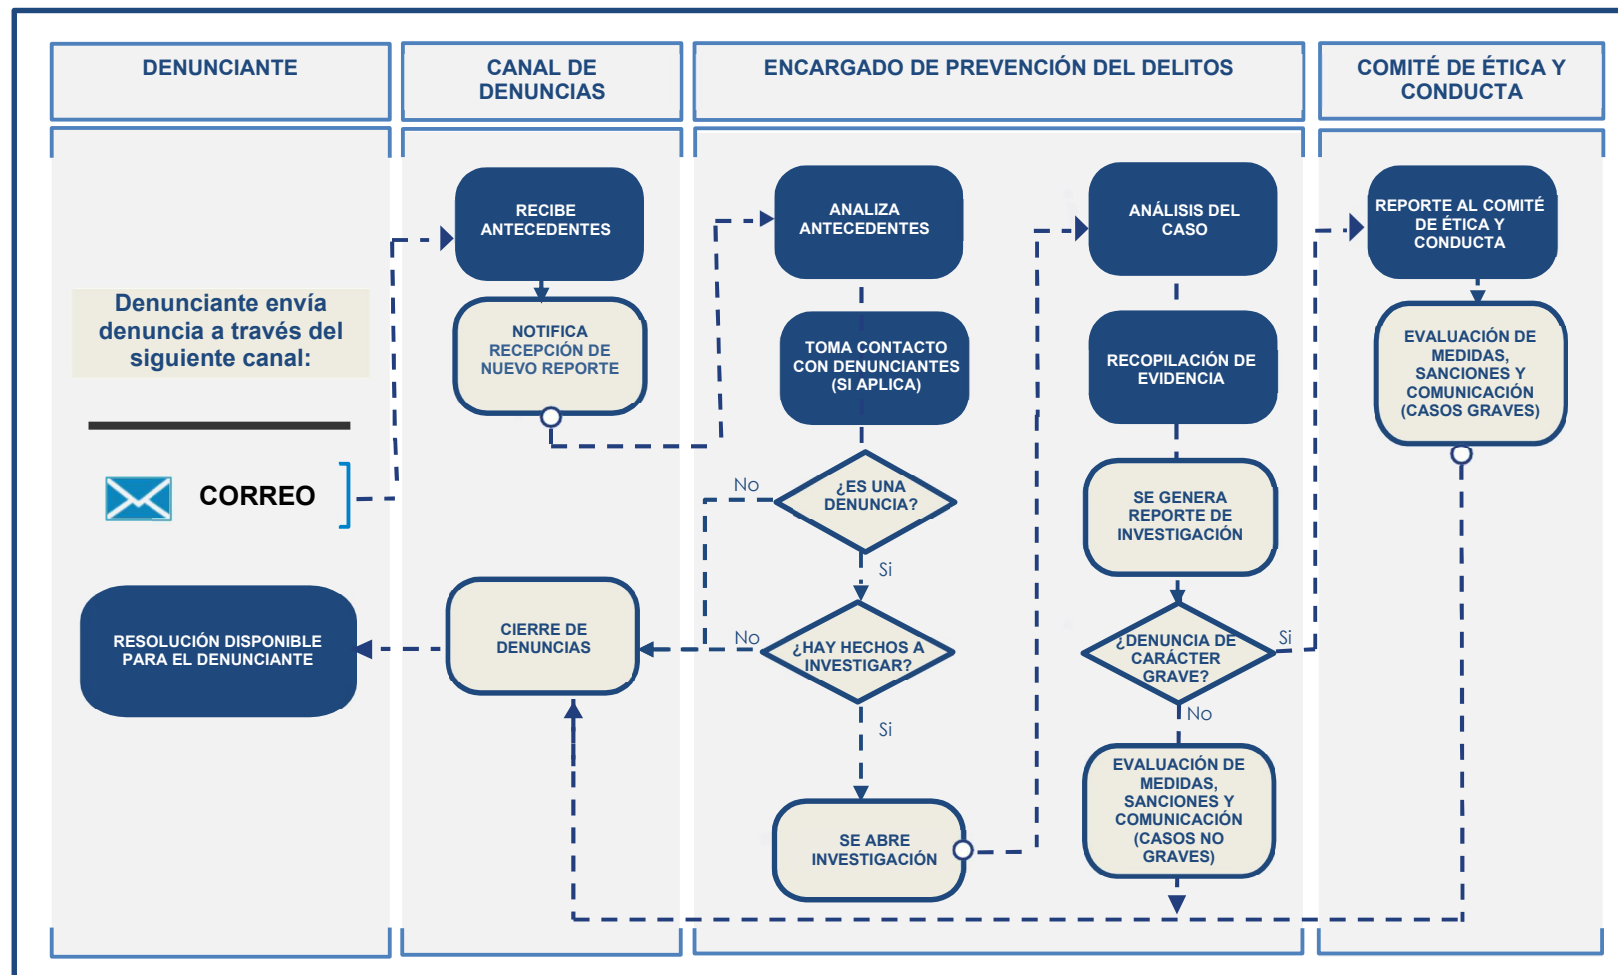 DENUNCIANTE
CANAL DE
DENUNCIAS
ENCARGADO DE PREVENCIÓN DEL DELITOS
COMITÉ DE ÉTICA Y
CONDUCTA
Denunciante envía
denuncia a través del
siguiente canal:
CORREO
RESOLUCIÓN DISPONIBLE
PARA EL DENUNCIANTE
RECIBE
ANTECEDENTES
NOTIFICA
RECEPCIÓN DE
NUEVO REPORTE
CIERRE DE
DENUNCIAS
ANALIZA
ANTECEDENTES
TOMA CONTACTO
CON DENUNCIANTES
(SI APLICA)
No
¿ES UNA
DENUNCIA?
Si
No
¿HAY HECHOS A
INVESTIGAR?
Si
SE ABRE
INVESTIGACIÓN
ANÁLISIS DEL
CASO
RECOPILACIÓN DE
EVIDENCIA
SE GENERA
REPORTE DE
INVESTIGACIÓN
¿DENUNCIA DE
CARÁCTER
GRAVE?
Si
No
EVALUACIÓN DE
MEDIDAS,
SANCIONES Y
COMUNICACIÓN
(CASOS NO
GRAVES)
REPORTE AL COMITÉ
DE ÉTICA Y
CONDUCTA
EVALUACIÓN DE
MEDIDAS,
SANCIONES Y
COMUNICACIÓN
(CASOS GRAVES)